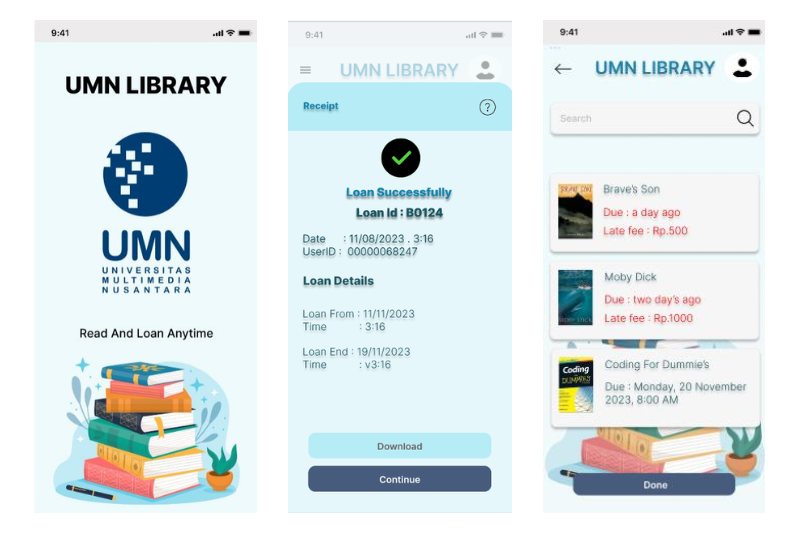 9:41
UMN LIBRARY
UMN
UNIVERSITAS
MULTIMEDIA
NUSANTARA
Read And Loan Anytime
9:41
UMN LIBRARY
Receipt
?
Loan Successfully
Loan Id : B0124
Date : 11/08/2023 . 3:16
UserID : 00000068247
Loan Details
Loan From : 11/11/2023
Time : 3:16
Loan End : 19/11/2023
Time : v3:16
Download
Continue
9:41
UMN LIBRARY
Search
Brave's Son
Due : a day ago
Late fee : Rp.500
MOBY DICK
Moby Dick
Due : two day's ago
Late fee : Rp.1000
Coding
DUMMIES
Coding For Dummie's
Due : Monday, 20 November
2023, 8:00 AM
Done